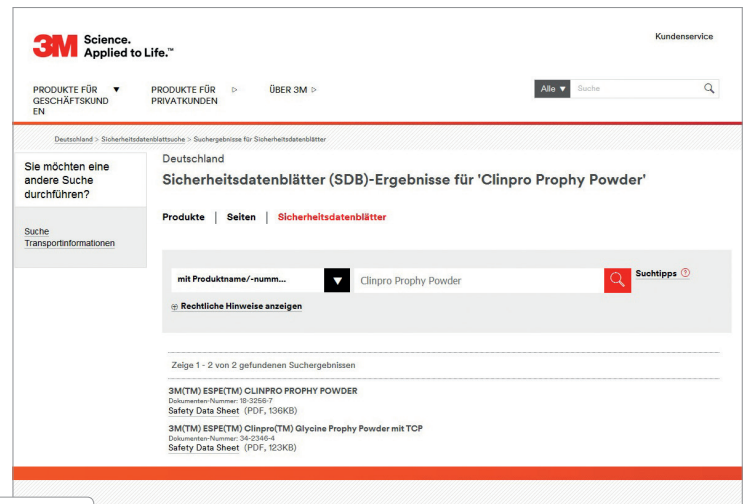 3M Science.
Applied to Life.™
Kundenservice
PRODUKTE FÜR ▼
GESCHÄFTSKUND
EN
PRODUKTE FÜR ▷
PRIVATKUNDEN
ÜBER 3M ▷
Alle ▼ Suche
Deutschland > Sicherheitsdatenblattsuche > Suchergebnisse für Sicherheitsdatenblätter
Sie möchten eine
andere Suche
durchführen?
Suche
Transportinformationen
Deutschland
Sicherheitsdatenblätter (SDB)-Ergebnisse für 'Clinpro Prophy Powder'
Produkte | Seiten | Sicherheitsdatenblätter
mit Produktname/-numm... ▼ Clinpro Prophy Powder Suchtipps ?
Rechtliche Hinweise anzeigen
Zeige 1 - 2 von 2 gefundenen Suchergebnissen
3M(TM) ESPE(TM) CLINPRO PROPHY POWDER
Dokumenten-Nummer: 18-3256-7
Safety Data Sheet (PDF, 136KB)
3M(TM) ESPE(TM) Clinpro(TM) Glycine Prophy Powder mit TCP
Dokumenten-Nummer: 34-2346-4
Safety Data Sheet (PDF, 123KB)